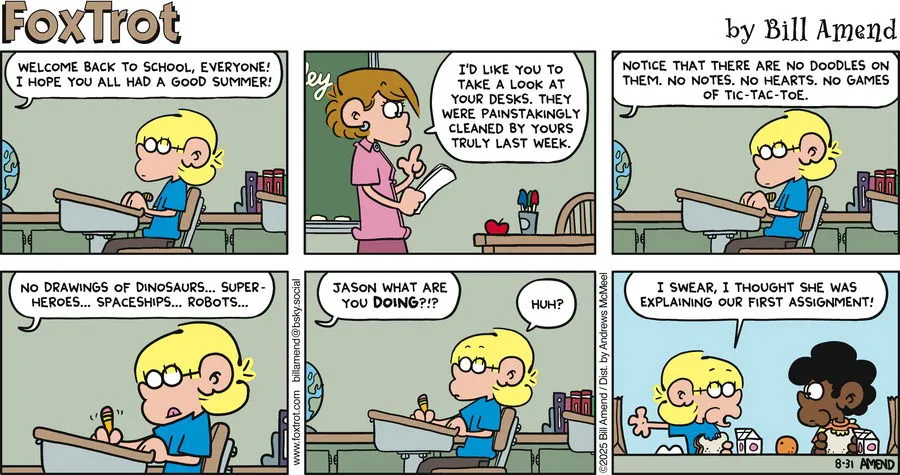 FoxTrot
by Bill Amend
WELCOME BACK TO SCHOOL, EVERYONE!
I HOPE YOU ALL HAD A GOOD SUMMER!
ley
I'D LIKE YOU TO
TAKE A LOOK AT
YOUR DESKS. THEY
WERE PAINSTAKINGLY
CLEANED BY YOURS
TRULY LAST WEEK.
NOTICE THAT THERE ARE NO DOODLES ON
THEM. NO NOTES. NO HEARTS. NO GAMES
OF TIC-TAC-TOE.
NO DRAWINGS OF DINOSAURS... SUPER-
HEROES... SPACESHIPS... ROBOTS...
www.foxtrot.com billamend@bsky.social
JASON WHAT ARE
YOU DOING?!?
HUH?
©2025 Bill Amend / Dist. by Andrews McMeel
I SWEAR, I THOUGHT SHE WAS
EXPLAINING OUR FIRST ASSIGNMENT!
8-31 AMEND